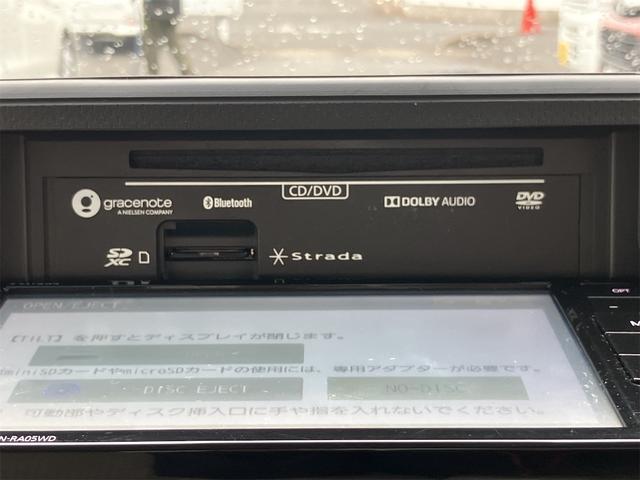 CD/DVD
gracenote
A NIELSEN COMPANY
Bluetooth
DOLBY AUDIO
DVD
VIDEO
SD
XC
Strada
OPEN/EJECT
【TILT】を押すとディスプレイが閉じます。
miniSDカードやmicroSDカードの使用には、専用アダプターが必要です。
DISC EJECT
NO-DISC
可動部やディスク挿入口に手や指を入れないでください。
N-RA05WD